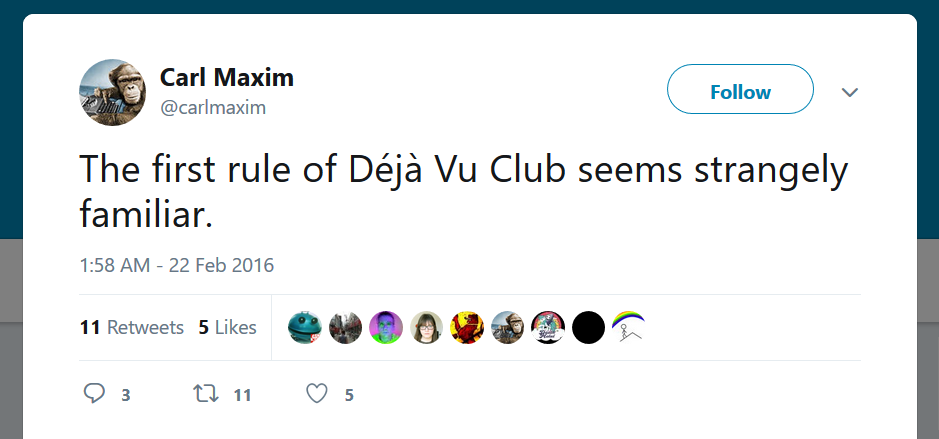 Carl Maxim
@carlmaxim
Follow
The first rule of Déjà Vu Club seems strangely
familiar.
1:58 AM - 22 Feb 2016
11 Retweets 5 Likes
3 11 5